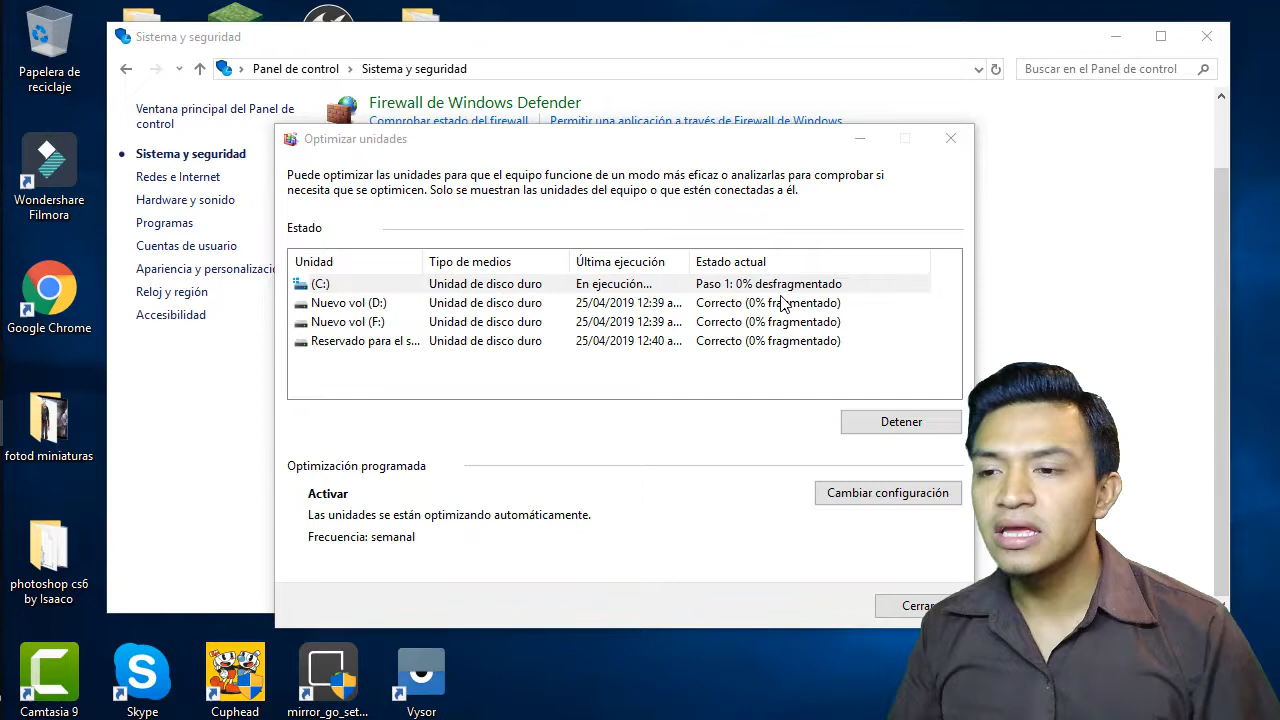 Sistema y seguridad
Panel de control
Sistema y seguridad
Buscar en el Panel de control
Papelera de
reciclaje
Wondershare
Filmora
Google Chrome
fotod miniaturas
photoshop cs6
by Isaaco
Camtasia 9
Skype
Cuphead
mirror_go_set...
Vysor
Ventana principal del Panel de
control
Sistema y seguridad
Redes e Internet
Hardware y sonido
Programas
Cuentas de usuario
Apariencia y personalizació
Reloj y región
Accesibilidad
Firewall de Windows Defender
Comprobar estado del firewall
Permitir una aplicación a través de Firewall de Windows
Optimizar unidades
Puede optimizar las unidades para que el equipo funcione de un modo más eficaz o analizarlas para comprobar si
necesita que se optimicen. Solo se muestran las unidades del equipo o que estén conectadas a él.
Estado
Unidad Tipo de medios Última ejecución Estado actual
(C:) Unidad de disco duro En ejecución... Paso 1: 0% desfragmentado
Nuevo vol (D:) Unidad de disco duro 25/04/2019 12:39 a... Correcto (0% fragmentado)
Nuevo vol (F:) Unidad de disco duro 25/04/2019 12:39 a... Correcto (0% fragmentado)
Reservado para el s... Unidad de disco duro 25/04/2019 12:40 a... Correcto (0% fragmentado)
Detener
Optimización programada
Activar
Cambiar configuración
Las unidades se están optimizando automáticamente.
Frecuencia: semanal
Cerrar